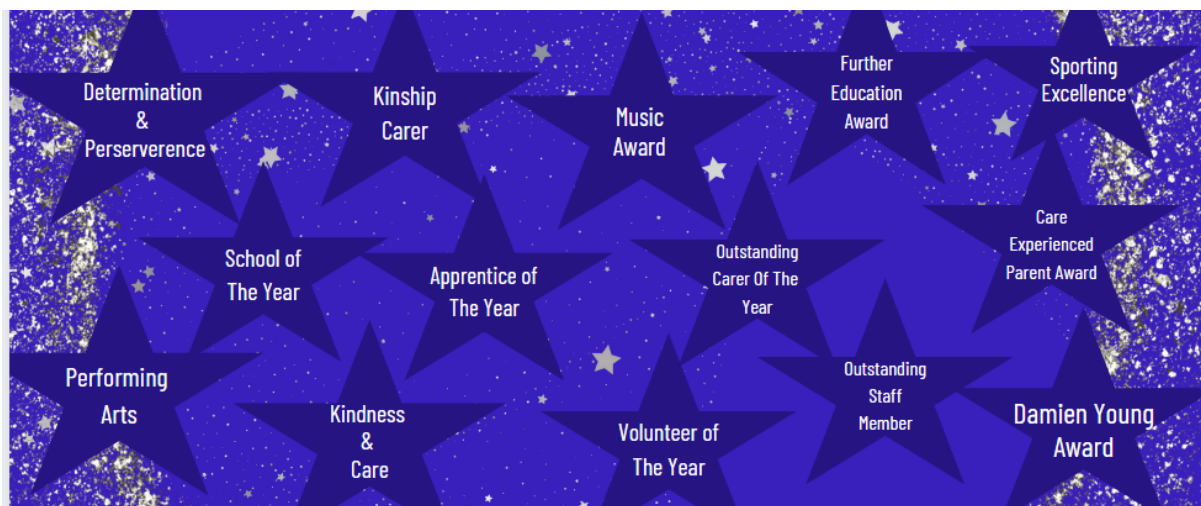 Determination
&
Perserverence
Kinship
Carer
Music
Award
Further
Education
Award
Sporting
Excellence
School of
The Year
Apprentice of
The Year
Outstanding
Carer Of The
Year
Care
Experienced
Parent Award
Performing
Arts
Kindness
&
Care
Volunteer of
The Year
Outstanding
Staff
Member
Damien Young
Award